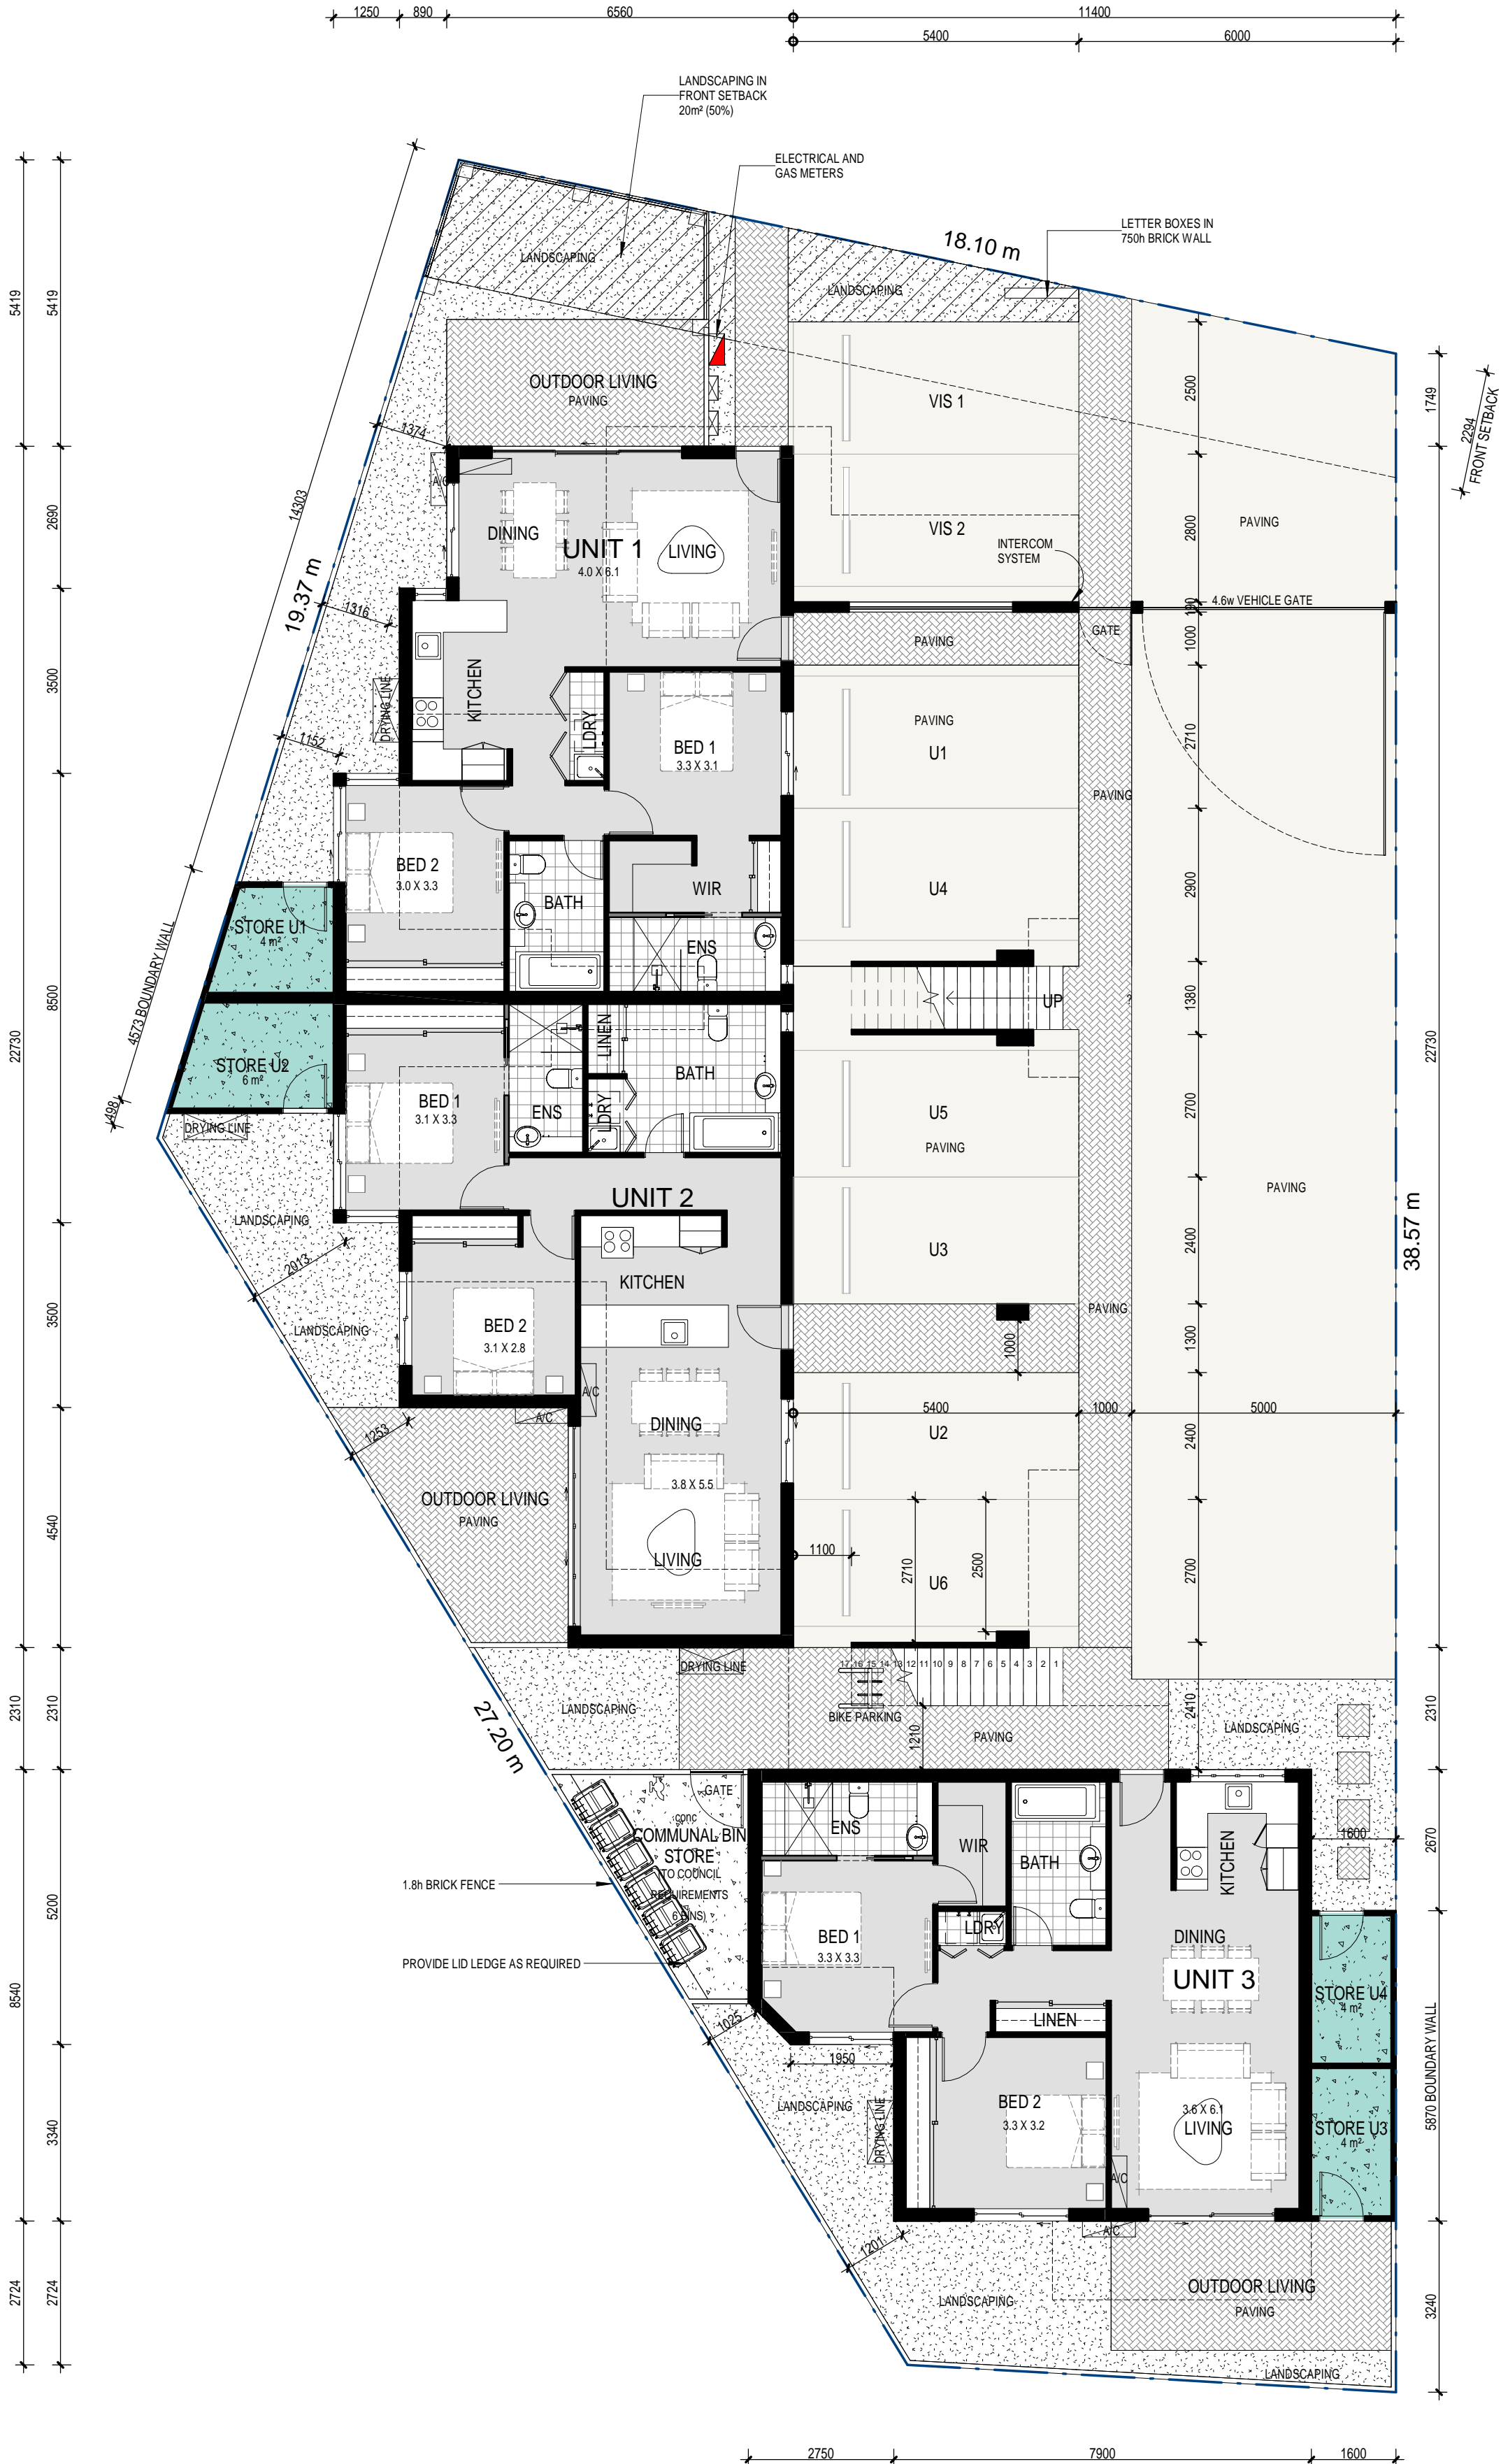 1250
890
6560
11400
5400
6000
LANDSCAPING IN
FRONT SETBACK
20m² (50%)
ELECTRICAL AND
GAS METERS
LETTER BOXES IN
750h BRICK WALL
18.10 m
LANDSCAPING
LANDSCAPING
5419
5419
OUTDOOR LIVING
PAVING
VIS 1
2500
1749
2294
FRONT SETBACK
1374
A/C
14303
2690
DINING
UNIT 1
4.0 X 6.1
LIVING
VIS 2
INTERCOM
SYSTEM
2800
PAVING
19.37 m
1316
190
4.6w VEHICLE GATE
GATE
1000
PAVING
3500
DRYING LINE
KITCHEN
LDRY
BED 1
3.3 X 3.1
PAVING
U1
2710
1152
PAVING
BED 2
3.0 X 3.3
BATH
WIR
U4
2900
4573 BOUNDARY WALL
STORE U1
4 m²
ENS
8500
22730
UP
1380
22730
STORE U2
6 m²
498
DRYING LINE
BED 1
3.1 X 3.3
ENS
LINEN
LDRY
BATH
U5
PAVING
2700
PAVING
UNIT 2
LANDSCAPING
2013
KITCHEN
U3
2400
38.57 m
3500
LANDSCAPING
BED 2
3.1 X 2.8
PAVING
1000
1300
A/C
A/C
1253
DINING
5400
1000
5000
U2
2400
OUTDOOR LIVING
PAVING
3.8 X 5.5
4540
LIVING
1100
2710
2500
U6
2700
DRYING LINE
17 16 15 14 13 12 11 10 9 8 7 6 5 4 3 2 1
2310
2310
LANDSCAPING
BIKE PARKING
1210
PAVING
2410
LANDSCAPING
2310
27.20 m
GATE
conc
COMMUNAL BIN
STORE
(TO COUNCIL
REQUIREMENTS
6 BINS)
1.8h BRICK FENCE
PROVIDE LID LEDGE AS REQUIRED
ENS
WIR
BATH
KITCHEN
1600
2670
5200
BED 1
3.3 X 3.3
LDRY
DINING
UNIT 3
8540
LINEN
STORE U4
4 m²
1025
1950
LANDSCAPING
DRYING LINE
3340
BED 2
3.3 X 3.2
3.6 X 6.1
LIVING
STORE U3
4 m²
5870 BOUNDARY WALL
A/C
A/C
1201
2724
2724
LANDSCAPING
OUTDOOR LIVING
PAVING
3240
LANDSCAPING
2750
7900
1600